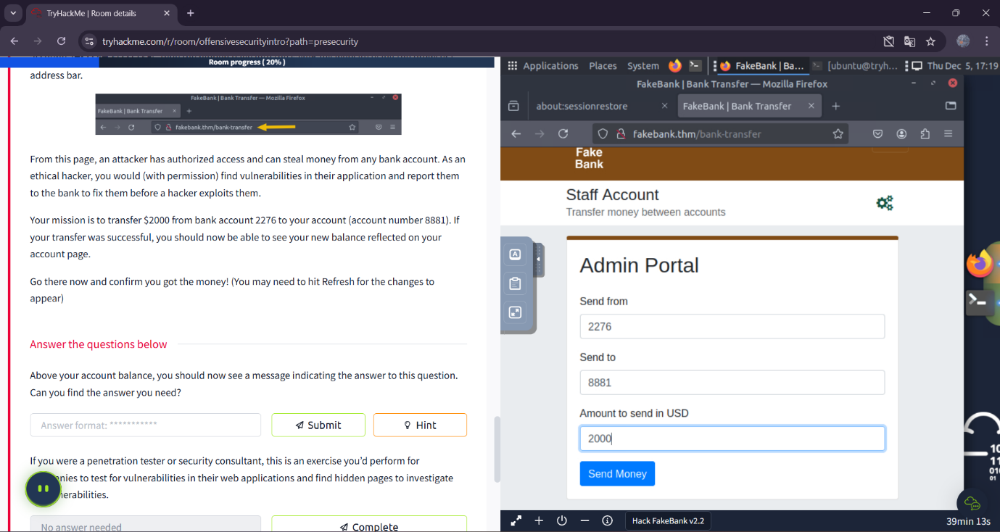 TryHackMe | Room details
tryhackme.com/r/room/offensivesecurityintro?path=presecurity
Room progress ( 20% )
address bar.
FakeBank | Bank Transfer — Mozilla Firefox
FakeBank | Bank Transfer
fakebank.thm/bank-transfer
From this page, an attacker has authorized access and can steal money from any bank account. As an
ethical hacker, you would (with permission) find vulnerabilities in their application and report them
to the bank to fix them before a hacker exploits them.
Your mission is to transfer $2000 from bank account 2276 to your account (account number 8881). If
your transfer was successful, you should now be able to see your new balance reflected on your
account page.
Go there now and confirm you got the money! (You may need to hit Refresh for the changes to
appear)
Answer the questions below
Above your account balance, you should now see a message indicating the answer to this question.
Can you find the answer you need?
Answer format: ***********
Submit
Hint
If you were a penetration tester or security consultant, this is an exercise you'd perform for
nies to test for vulnerabilities in their web applications and find hidden pages to investigate
erabilities.
No answer needed
Complete
Applications Places System
FakeBank | Ba...
[ubuntu@tryh...
Thu Dec 5, 17:19
FakeBank | Bank Transfer — Mozilla Firefox
about:sessionrestore
FakeBank | Bank Transfer
fakebank.thm/bank-transfer
Fake
Bank
Staff Account
Transfer money between accounts
A
Admin Portal
Send from
2276
Send to
8881
Amount to send in USD
2000
Send Money
10
11
010
01
Hack FakeBank v2.2
39min 13s